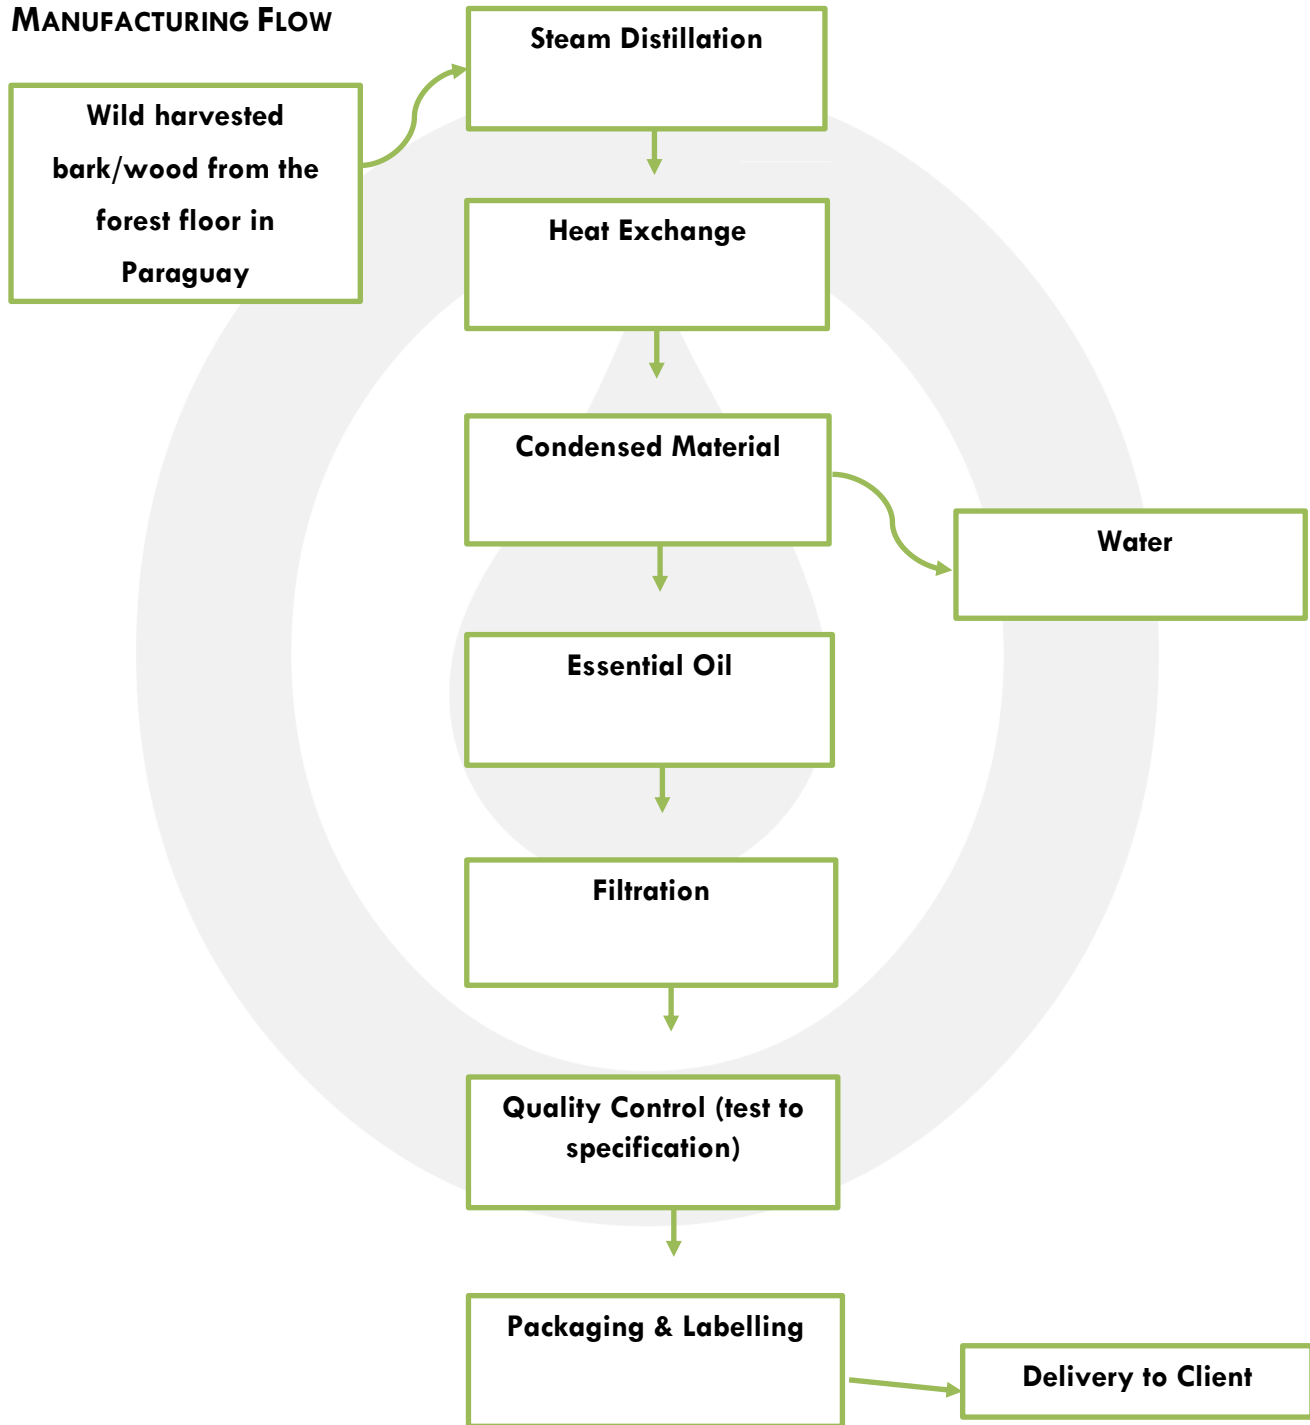 MANUFACTURING FLOW
Steam Distillation
Wild harvested
bark/wood from the
forest floor in
Paraguay
Heat Exchange
Condensed Material
Water
Essential Oil
Filtration
Quality Control (test to
specification)
Packaging & Labelling
Delivery to Client